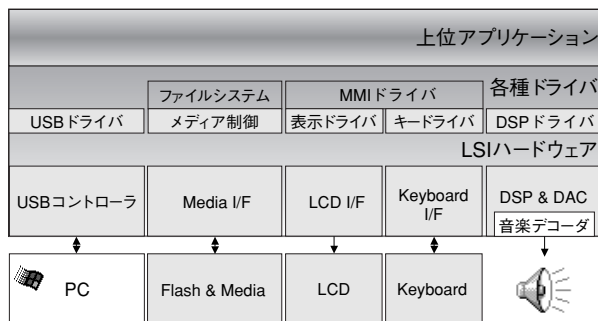 上位アプリケーション
各種ドライバ
ファイルシステム
MMIドライバ
USBドライバ
メディア制御
表示ドライバ
キードライバ
DSPドライバ
LSIハードウェア
USBコントローラ
Media I/F
LCD I/F
Keyboard
I/F
DSP & DAC
音楽デコーダ
PC
Flash & Media
LCD
Keyboard